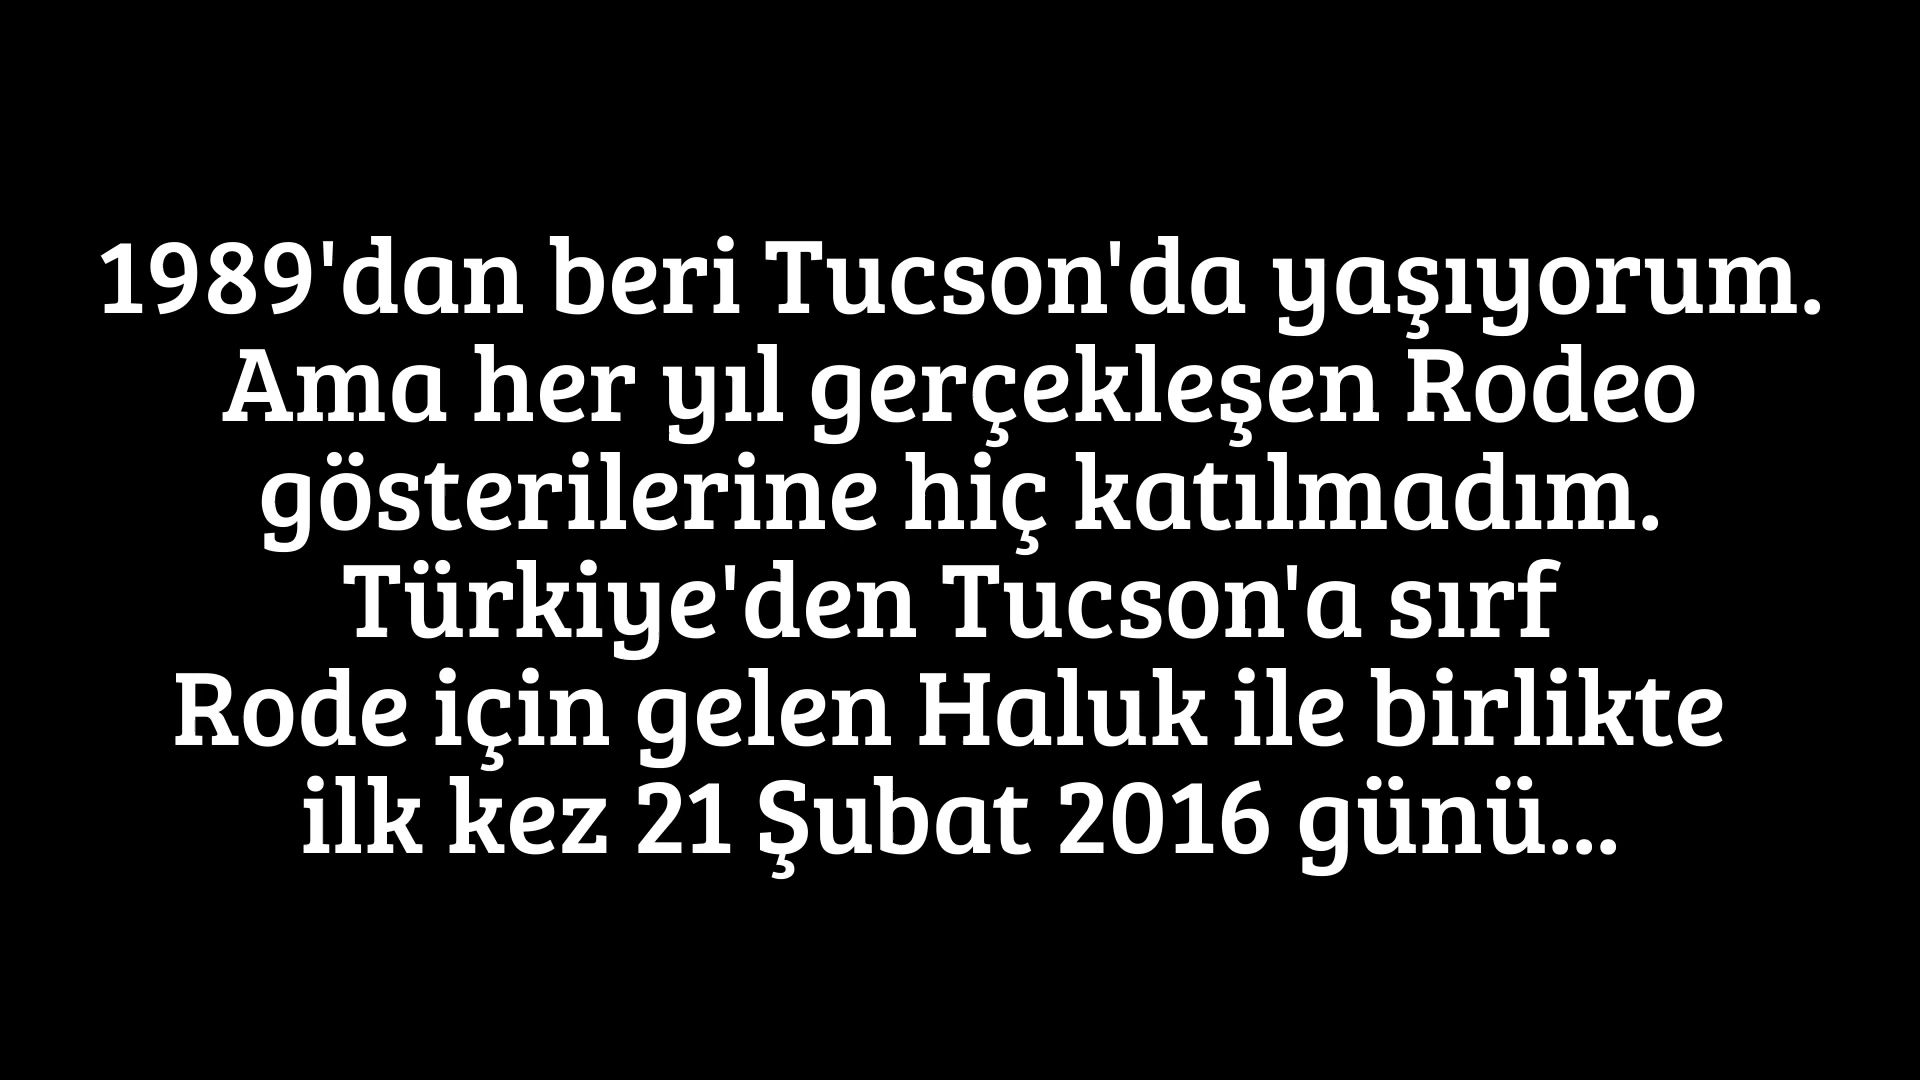 1989'dan beri Tucson'da yaşıyorum.
Ama her yıl gerçekleşen Rodeo
gösterilerine hiç katılmadım.
Türkiye'den Tucson'a sırf
Rode için gelen Haluk ile birlikte
ilk kez 21 Şubat 2016 günü...